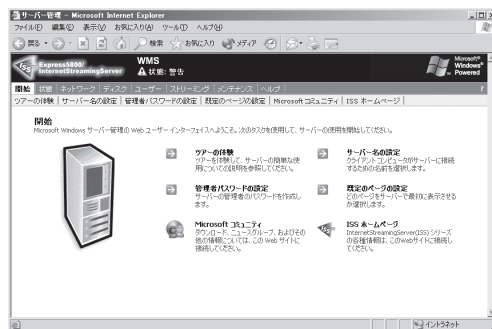 サーバー管理 - Microsoft Internet Explorer
ファイル(F) 編集(E) 表示(V) お気に入り(A) ツール(T) ヘルプ(H)
戻る 検索 お気に入り メディア
ISS Express5800/ InternetStreamingServer
WMS
状態: 警告
Microsoft® Windows® Powered
開始 状態 ネットワーク ディスク ユーザー ストリーミング メンテナンス ヘルプ ?
ツアーの体験 サーバー名の設定 管理者パスワードの設定 既定のページの設定 Microsoft コミュニティ ISS ホームページ
開始
Microsoft Windows サーバー管理の Web ユーザー インターフェイスへようこそ。次のタスクを使用して、サーバーの使用を開始してください。
ツアーの体験
ツアーを体験して、サーバーの簡単な使用についての説明を参照してください。
サーバー名の設定
クライアント コンピュータがサーバーに接続するための名前を選択します。
管理者パスワードの設定
サーバーの管理者のパスワードを作成します。
既定のページの設定
どのページをサーバーで最初に表示させるか選択します。
Microsoft コミュニティ
ダウンロード、ニュースグループ、およびその他の情報については、この Web サイトに接続してください。
ISS ホームページ
InternetStreamingServer(ISS) シリーズの各種情報は、このWebサイトに接続してください。
イントラネット